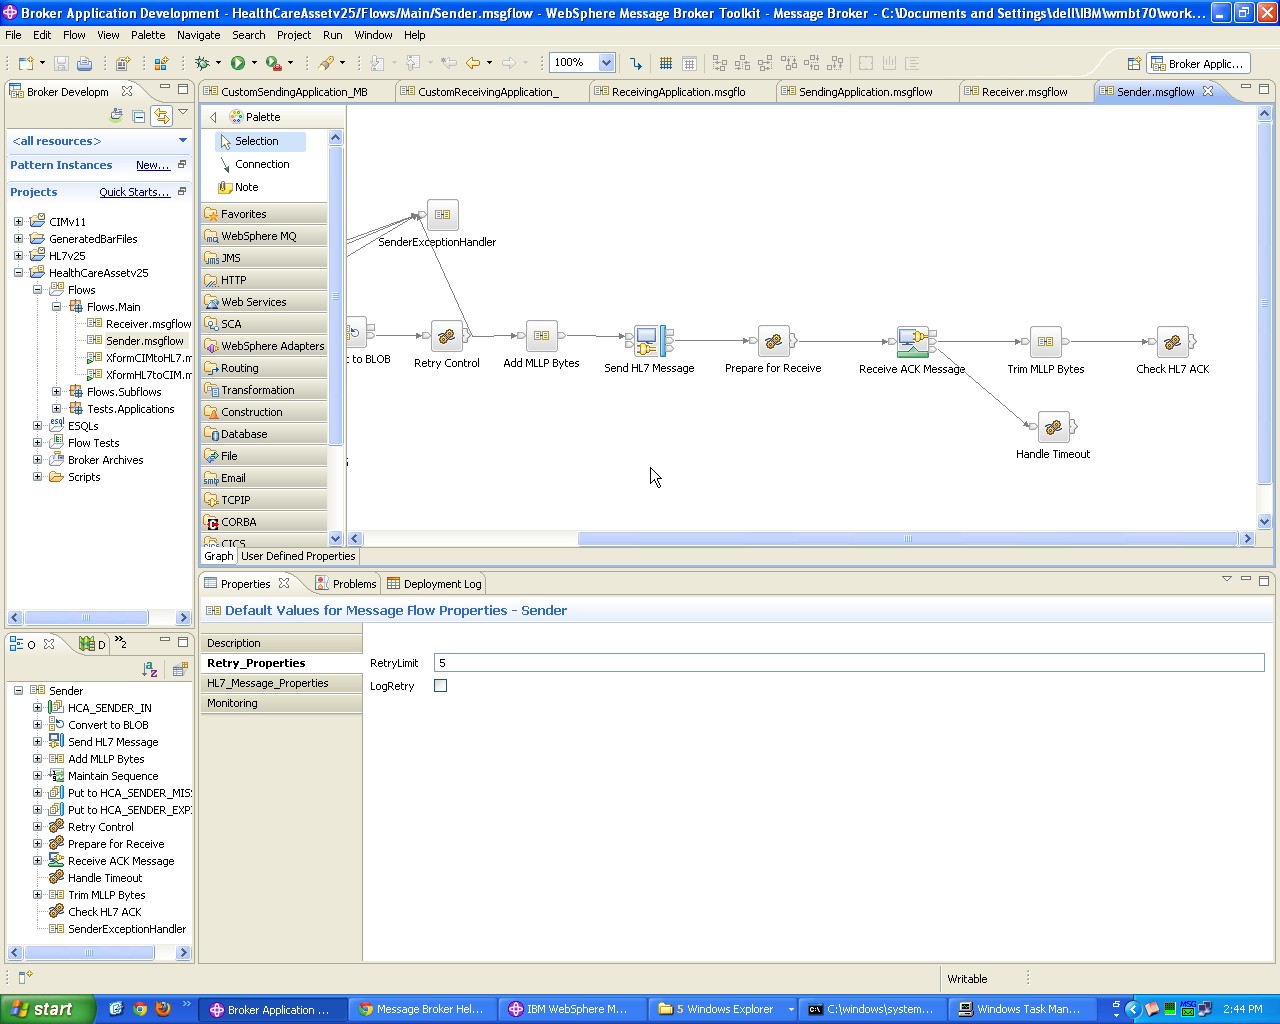 Broker Application Development - HealthCareAssetv25/Flows/Main/Sender.msgflow - WebSphere Message Broker Toolkit - Message Broker - C:\Documents and Settings\dell\IBM\wmbt70\work...
File Edit Flow View Palette Navigate Search Project Run Window Help
100%
Broker Applic...
Broker Developm
CustomSendingApplication_MB
CustomReceivingApplication_
ReceivingApplication.msgflo
SendingApplication.msgflow
Receiver.msgflow
Sender.msgflow
<all resources>
Pattern Instances New...
Projects Quick Starts...
CIMv11
GeneratedBarFiles
HL7v25
HealthCareAssetv25
Flows
Flows.Main
Receiver.msgflow
Sender.msgflow
XformCIMtoHL7.m
XformHL7toCIM.m
Flows.Subflows
Tests.Applications
ESQLs
Flow Tests
Broker Archives
Scripts
Palette
Selection
Connection
Note
Favorites
WebSphere MQ
JMS
HTTP
Web Services
SCA
WebSphere Adapters
Routing
Transformation
Construction
Database
File
Email
TCPIP
CORBA
CICS
SenderExceptionHandler
t to BLOB
Retry Control
Add MLLP Bytes
Send HL7 Message
Prepare for Receive
Receive ACK Message
Trim MLLP Bytes
Check HL7 ACK
Handle Timeout
Graph User Defined Properties
Properties Problems Deployment Log
Default Values for Message Flow Properties - Sender
Description
Retry_Properties
HL7_Message_Properties
Monitoring
RetryLimit 5
LogRetry
O D »2
Sender
HCA_SENDER_IN
Convert to BLOB
Send HL7 Message
Add MLLP Bytes
Maintain Sequence
Put to HCA_SENDER_MIS
Put to HCA_SENDER_EXP
Retry Control
Prepare for Receive
Receive ACK Message
Handle Timeout
Trim MLLP Bytes
Check HL7 ACK
SenderExceptionHandler
Writable
start
Broker Application ...
Message Broker Hel...
IBM WebSphere M...
5 Windows Explorer
C:\windows\system...
Windows Task Man...
2:44 PM